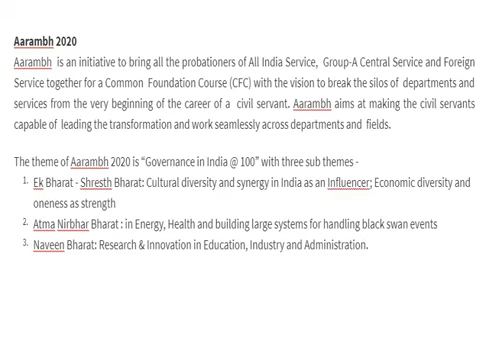 Aarambh 2020
Aarambh is an initiative to bring all the probationers of All India Service, Group-A Central Service and Foreign
Service together for a Common Foundation Course (CFC) with the vision to break the silos of departments and
services from the very beginning of the career of a civil servant. Aarambh aims at making the civil servants
capable of leading the transformation and work seamlessly across departments and fields.
The theme of Aarambh 2020 is “Governance in India @ 100” with three sub themes -
1. Ek Bharat - Shresth Bharat: Cultural diversity and synergy in India as an Influencer; Economic diversity and
oneness as strength
2. Atma Nirbhar Bharat : in Energy, Health and building large systems for handling black swan events
3. Naveen Bharat: Research & Innovation in Education, Industry and Administration.